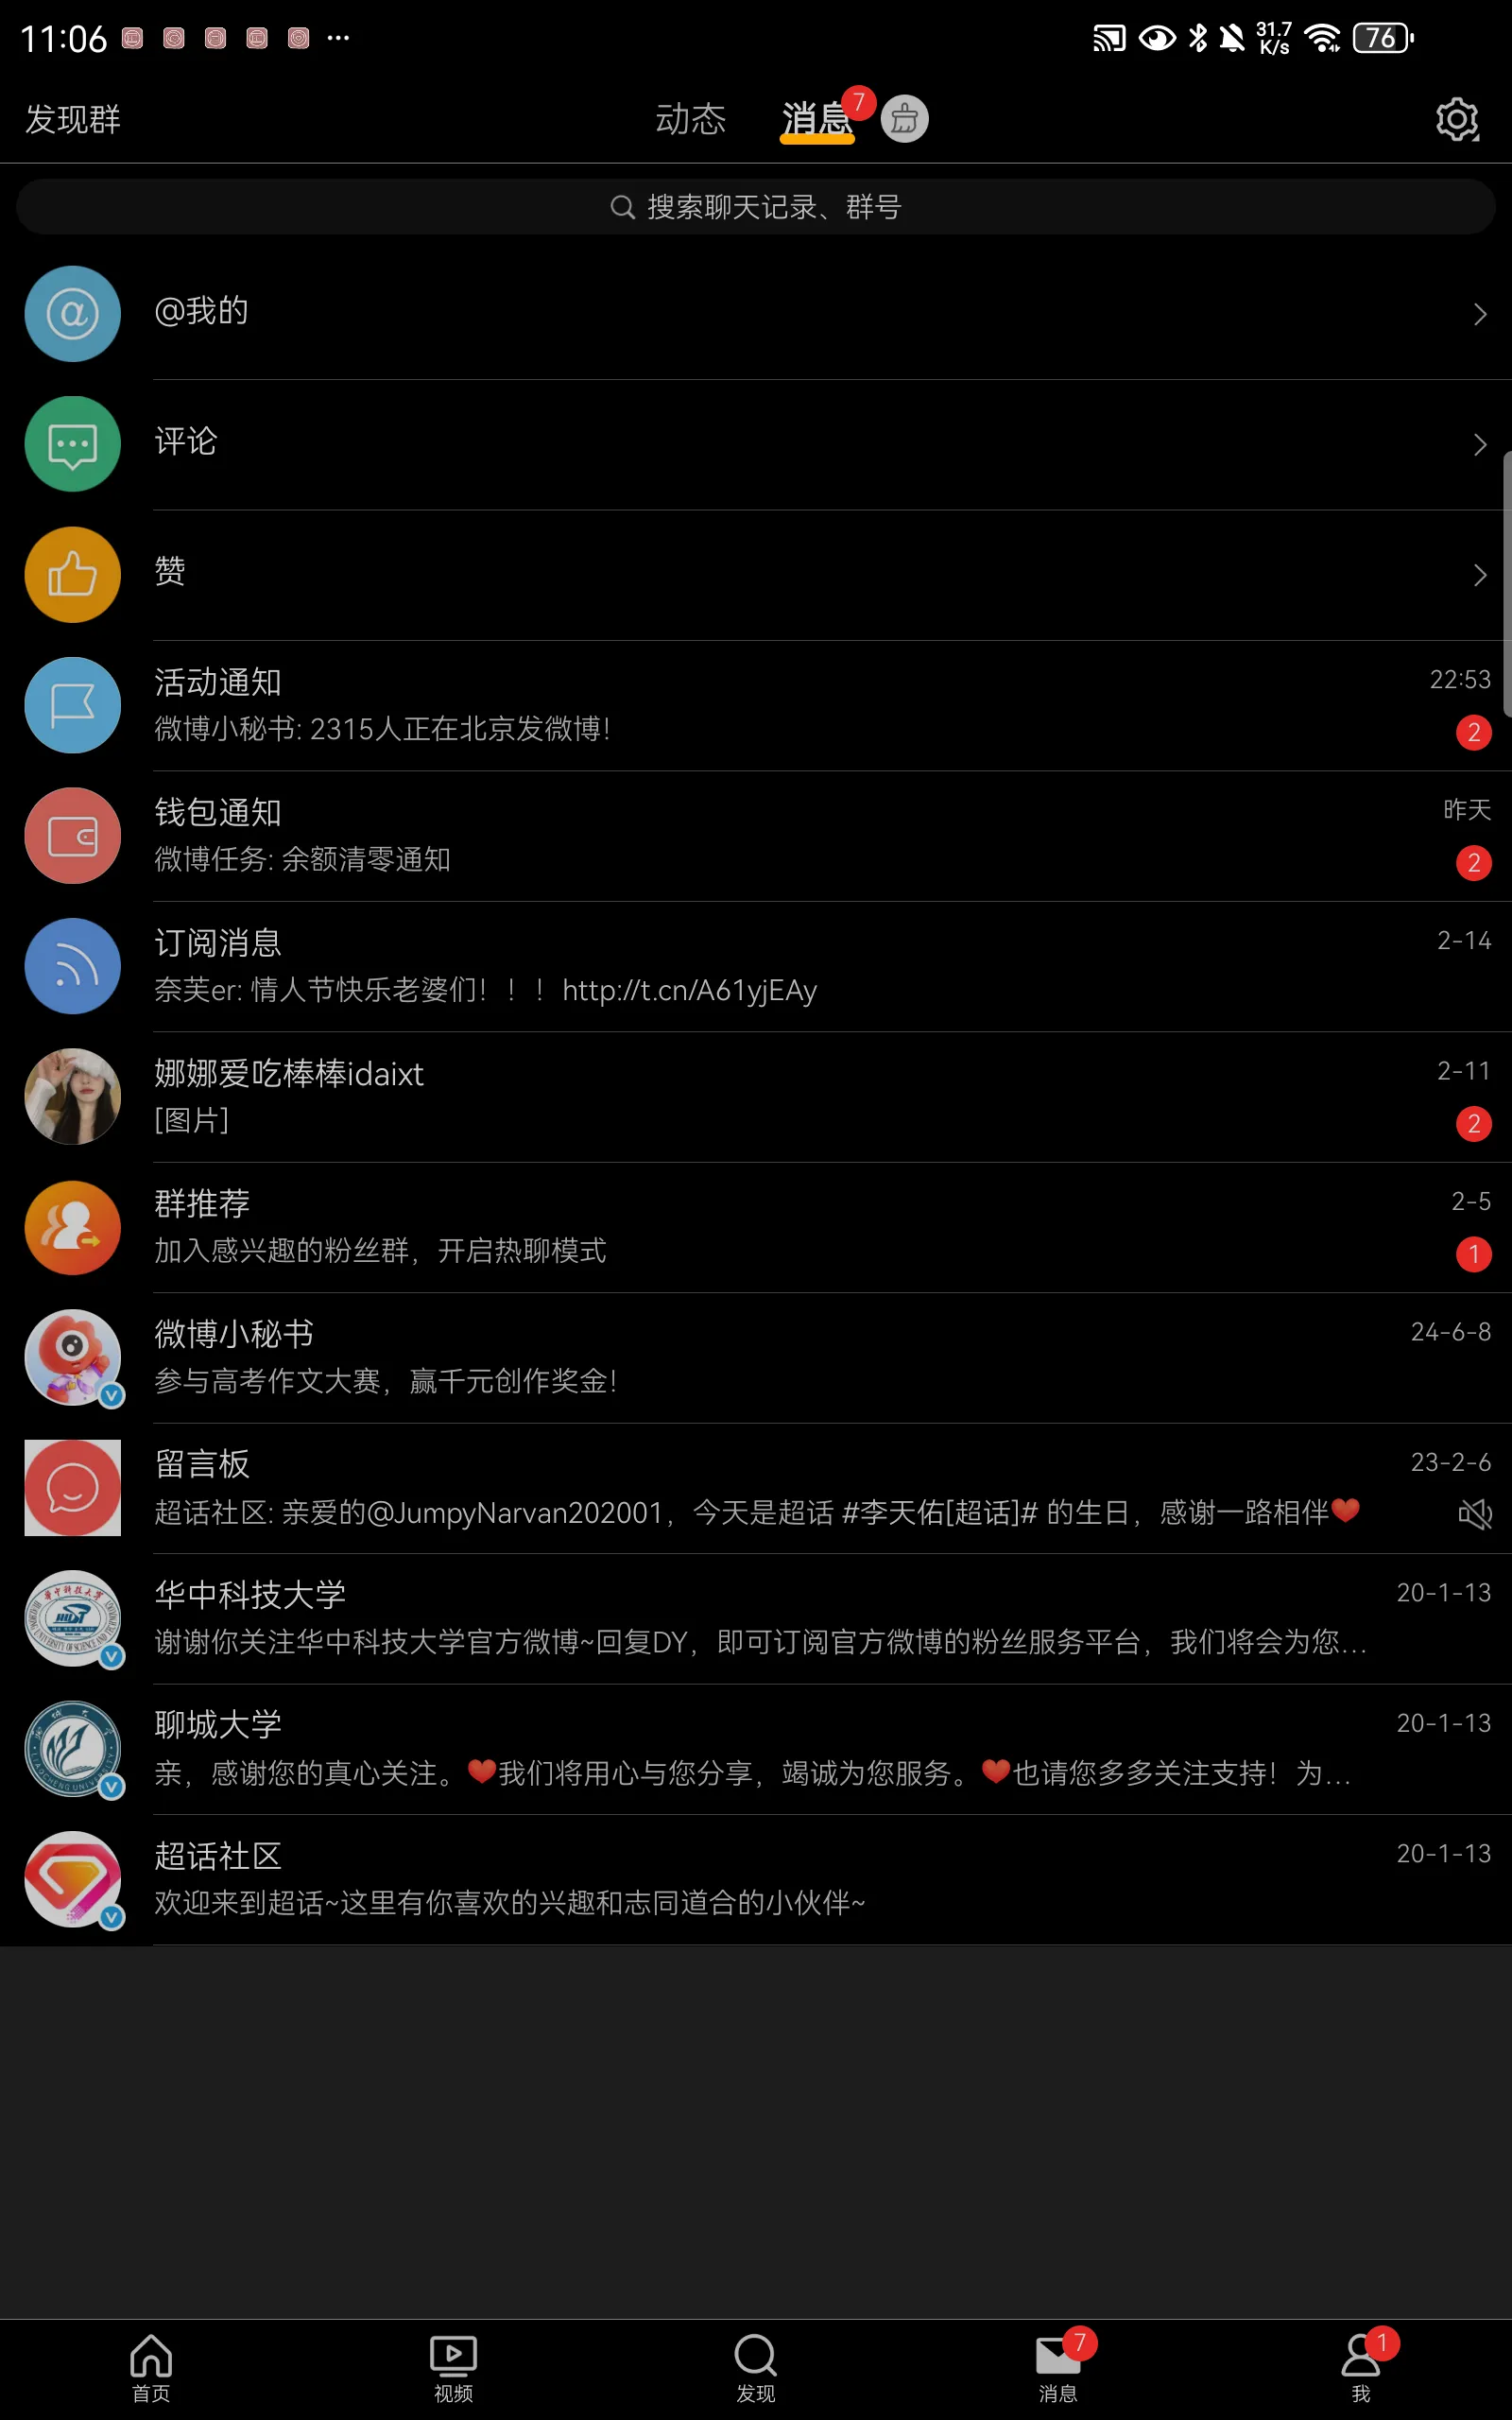 11:06
31.7 K/s
76
发现群
动态
消息
7
搜索聊天记录、群号
@我的
评论
赞
活动通知
22:53
微博小秘书: 2315人正在北京发微博！
2
钱包通知
昨天
微博任务: 余额清零通知
2
订阅消息
2-14
奈芙er: 情人节快乐老婆们！！！http://t.cn/A61yjEAy
娜娜爱吃棒棒idaixt
2-11
[图片]
2
群推荐
2-5
加入感兴趣的粉丝群，开启热聊模式
1
微博小秘书
24-6-8
参与高考作文大赛，赢千元创作奖金！
留言板
23-2-6
超话社区: 亲爱的@JumpyNarvan202001，今天是超话 #李天佑[超话]# 的生日，感谢一路相伴❤
华中科技大学
20-1-13
谢谢你关注华中科技大学官方微博~回复DY，即可订阅官方微博的粉丝服务平台，我们将会为您...
聊城大学
20-1-13
亲，感谢您的真心关注。❤我们将用心与您分享，竭诚为您服务。❤也请您多多关注支持！为...
超话社区
20-1-13
欢迎来到超话~这里有你喜欢的兴趣和志同道合的小伙伴~
首页
视频
发现
7
消息
1
我